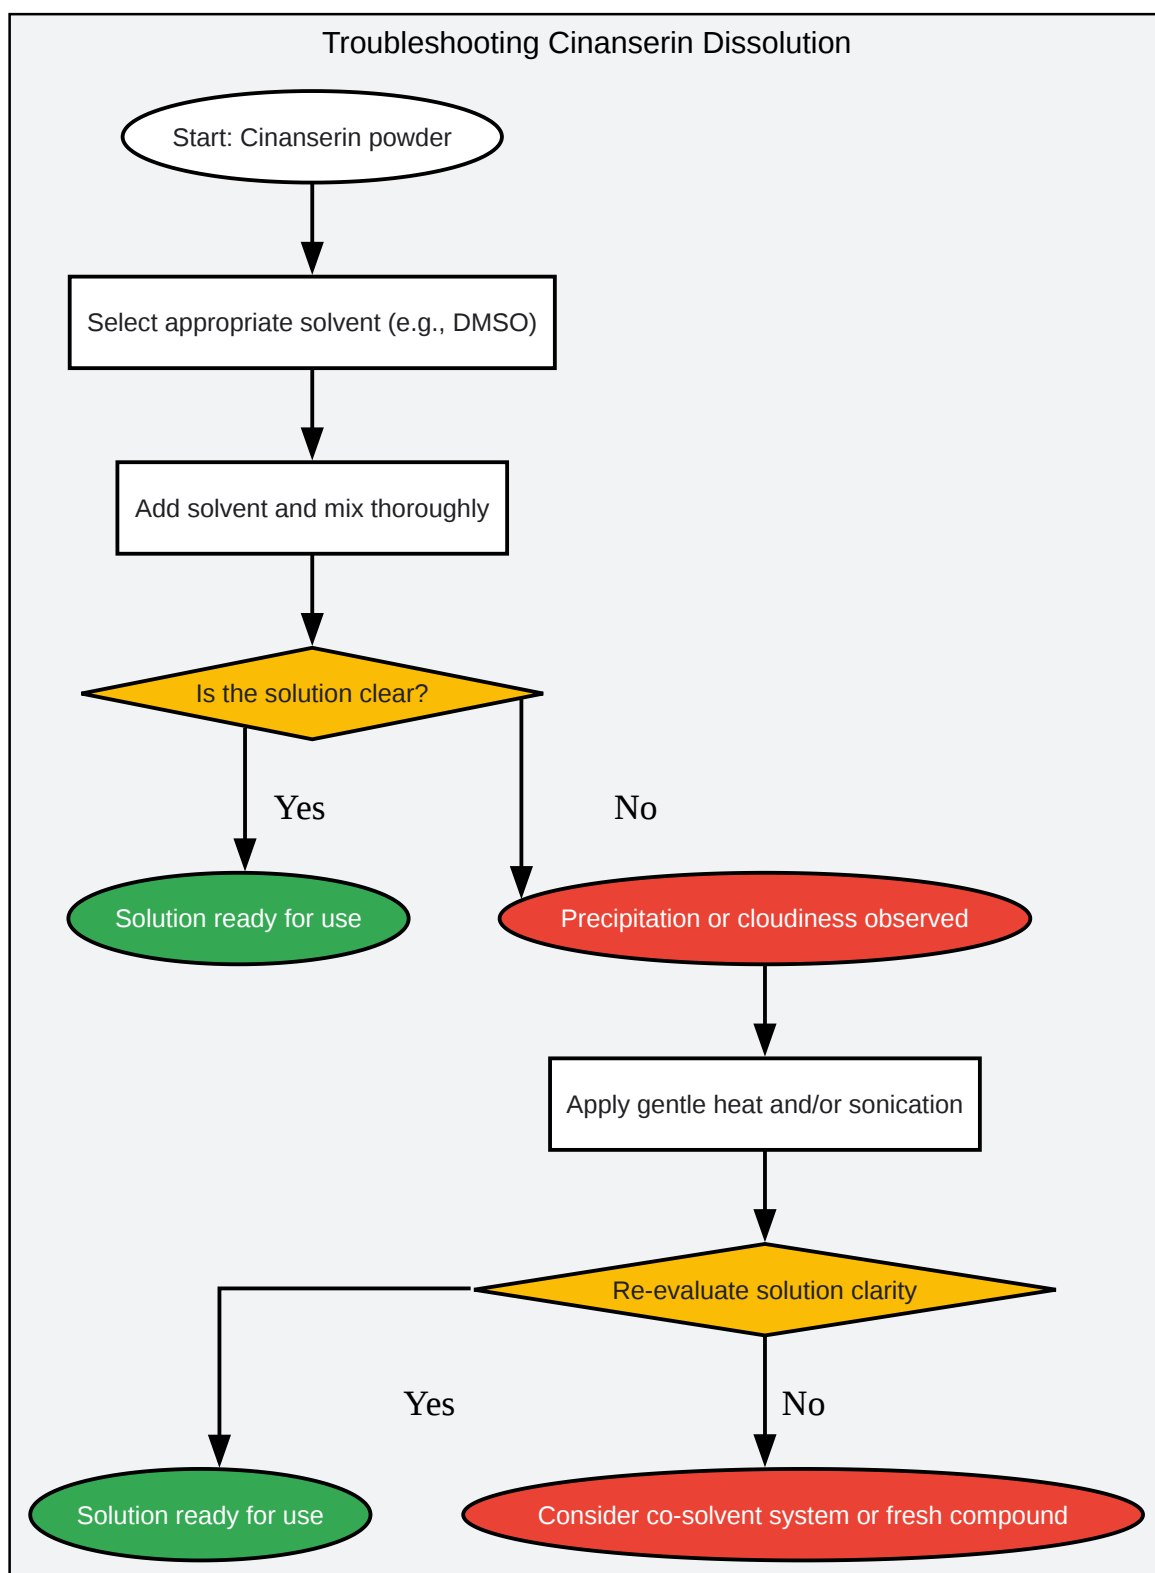 Troubleshooting Cinanserin Dissolution
Start: Cinanserin powder
Select appropriate solvent (e.g., DMSO)
Add solvent and mix thoroughly
Is the solution clear?
Yes
No
Solution ready for use
Precipitation or cloudiness observed
Apply gentle heat and/or sonication
Re-evaluate solution clarity
Yes
No
Solution ready for use
Consider co-solvent system or fresh compound